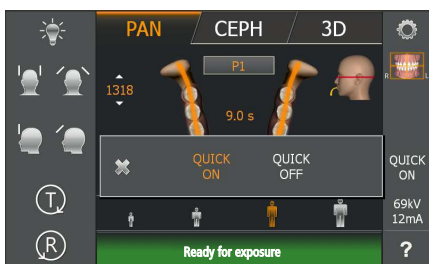 PAN
CEPH
3D
P1
R
L
1318
9.0 s
QUICK
ON
QUICK
OFF
QUICK
ON
T
69kV
12mA
R
Ready for exposure
?